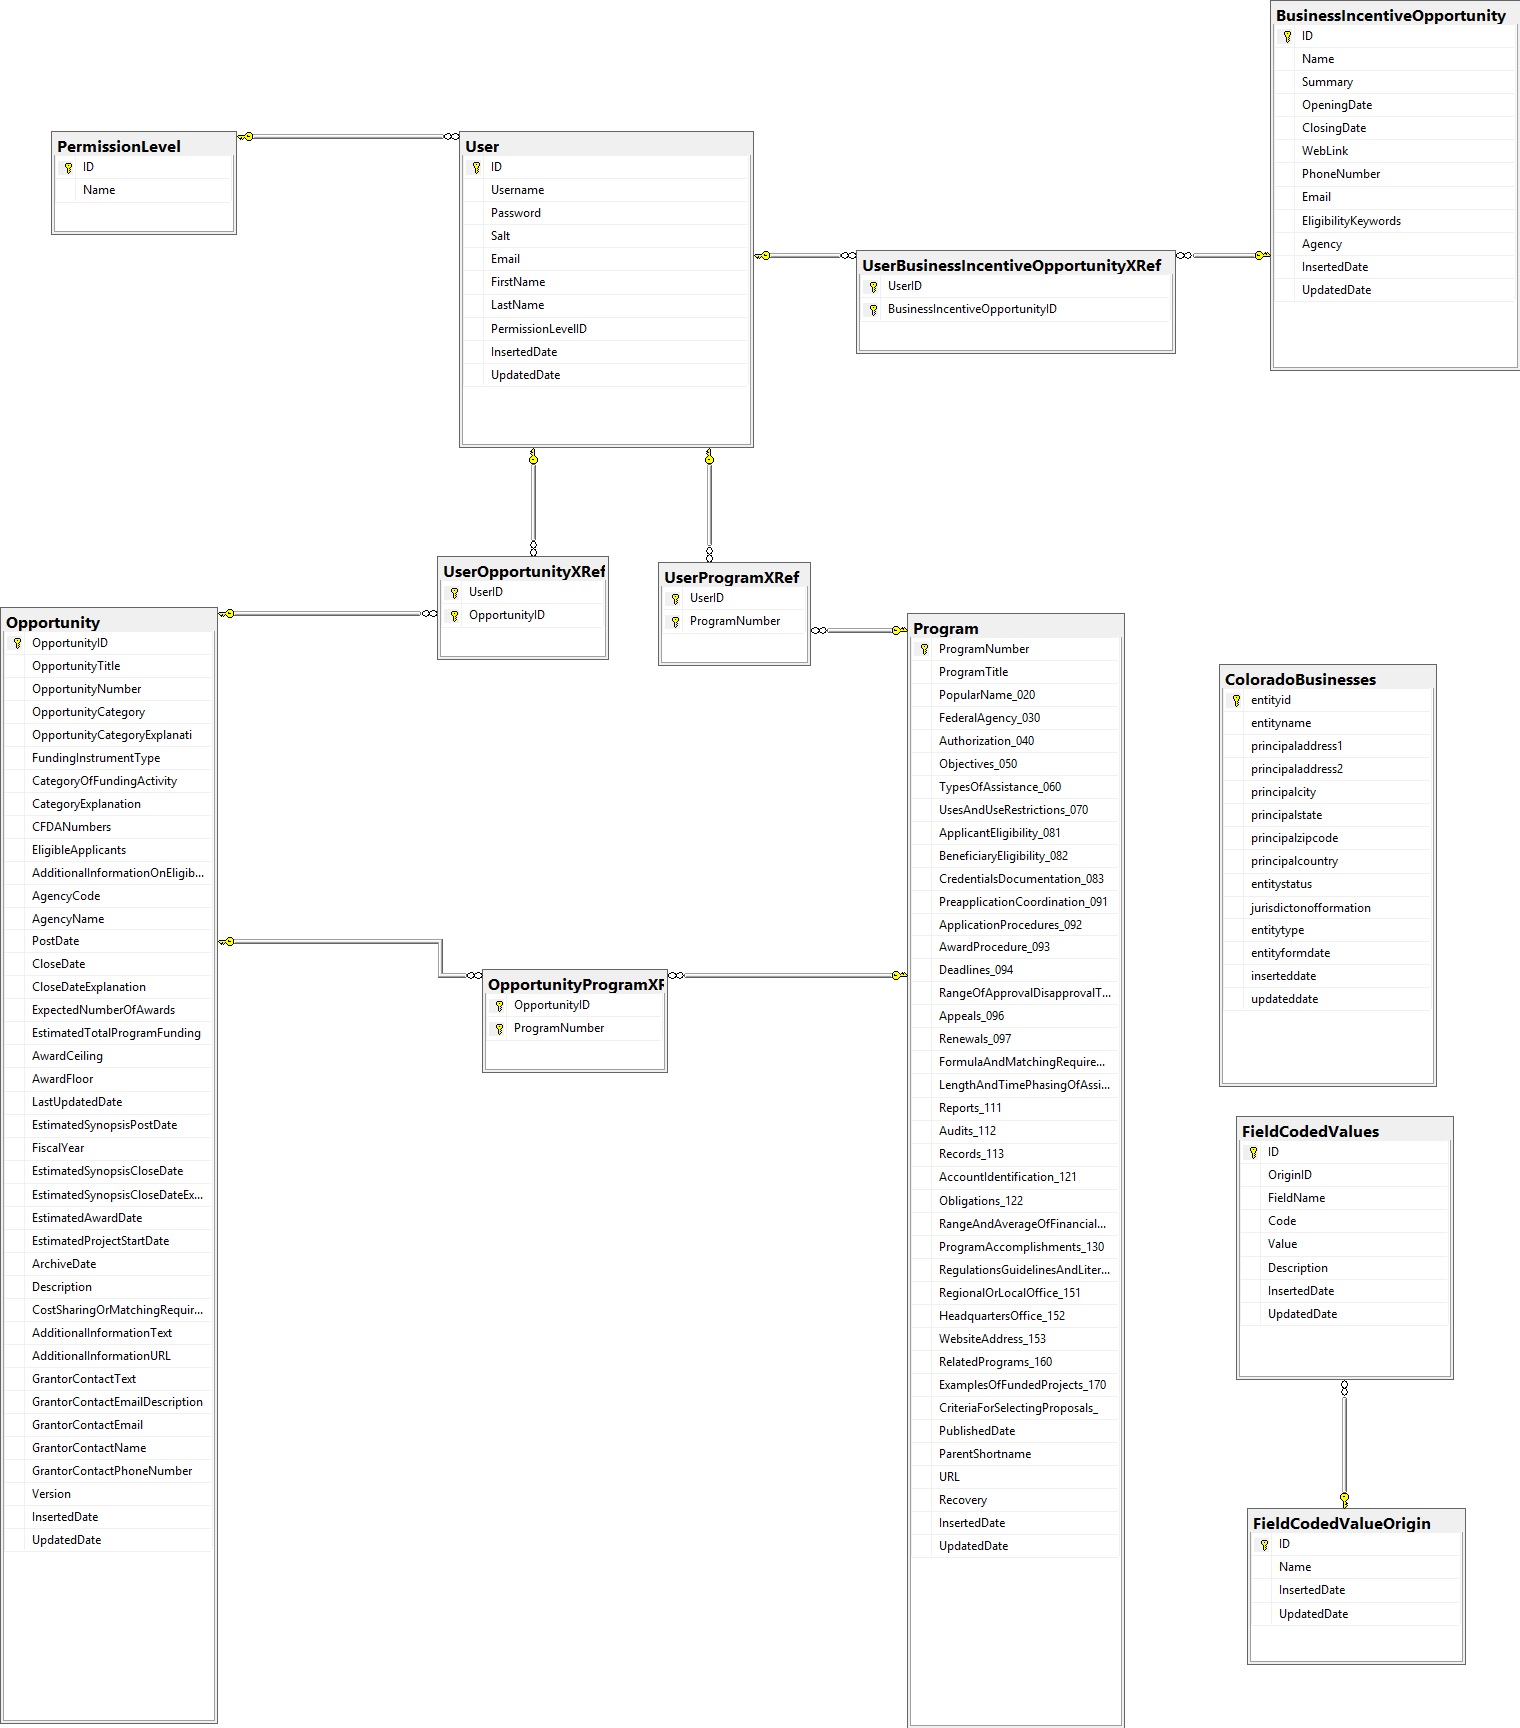 BusinessIncentiveOpportunity
ID
Name
Summary
OpeningDate
ClosingDate
WebLink
PhoneNumber
Email
EligibilityKeywords
Agency
InsertedDate
UpdatedDate
PermissionLevel
ID
Name
User
ID
Username
Password
Salt
Email
FirstName
LastName
PermissionLevelID
InsertedDate
UpdatedDate
UserBusinessIncentiveOpportunityXRef
UserID
BusinessIncentiveOpportunityID
UserOpportunityXRef
UserID
OpportunityID
UserProgramXRef
UserID
ProgramNumber
Opportunity
OpportunityID
OpportunityTitle
OpportunityNumber
OpportunityCategory
OpportunityCategoryExplanati
FundingInstrumentType
CategoryOfFundingActivity
CategoryExplanation
CFDANumbers
EligibleApplicants
AdditionalInformationOnEligib...
AgencyCode
AgencyName
PostDate
CloseDate
CloseDateExplanation
ExpectedNumberOfAwards
EstimatedTotalProgramFunding
AwardCeiling
AwardFloor
LastUpdatedDate
EstimatedSynopsisPostDate
FiscalYear
EstimatedSynopsisCloseDate
EstimatedSynopsisCloseDateEx...
EstimatedAwardDate
EstimatedProjectStartDate
ArchiveDate
Description
CostSharingOrMatchingRequir...
AdditionalInformationText
AdditionalInformationURL
GrantorContactText
GrantorContactEmailDescription
GrantorContactEmail
GrantorContactName
GrantorContactPhoneNumber
Version
InsertedDate
UpdatedDate
OpportunityProgramXR
OpportunityID
ProgramNumber
Program
ProgramNumber
ProgramTitle
PopularName_020
FederalAgency_030
Authorization_040
Objectives_050
TypesOfAssistance_060
UsesAndUseRestrictions_070
ApplicantEligibility_081
BeneficiaryEligibility_082
CredentialsDocumentation_083
PreapplicationCoordination_091
ApplicationProcedures_092
AwardProcedure_093
Deadlines_094
RangeOfApprovalDisapprovalT...
Appeals_096
Renewals_097
FormulaAndMatchingRequire...
LengthAndTimePhasingOfAssi...
Reports_111
Audits_112
Records_113
AccountIdentification_121
Obligations_122
RangeAndAverageOfFinancial...
ProgramAccomplishments_130
RegulationsGuidelinesAndLiter...
RegionalOrLocalOffice_151
HeadquartersOffice_152
WebsiteAddress_153
RelatedPrograms_160
ExamplesOfFundedProjects_170
CriteriaForSelectingProposals_
PublishedDate
ParentShortname
URL
Recovery
InsertedDate
UpdatedDate
ColoradoBusinesses
entityid
entityname
principaladdress1
principaladdress2
principalcity
principalstate
principalzipcode
principalcountry
entitystatus
jurisdictonofformation
entitytype
entityformdate
inserteddate
updateddate
FieldCodedValues
ID
OriginID
FieldName
Code
Value
Description
InsertedDate
UpdatedDate
FieldCodedValueOrigin
ID
Name
InsertedDate
UpdatedDate